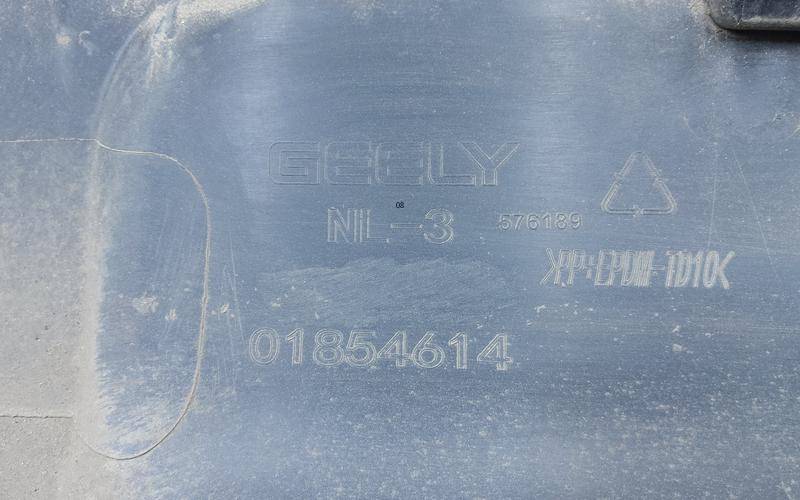 GEELY
08
NL-3
576189
>PP+EPDM-TD10<
01854614